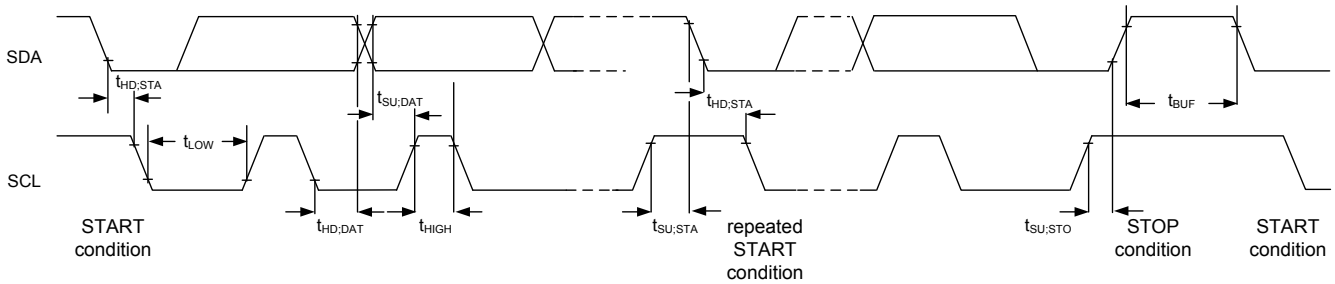 SDA
tHD;STA
tSU;DAT
tHD;STA
tBUF
tLOW
SCL
tHD;DAT
tHIGH
tSU;STA
tSU;STO
START
condition
repeated
START
condition
STOP
condition
START
condition